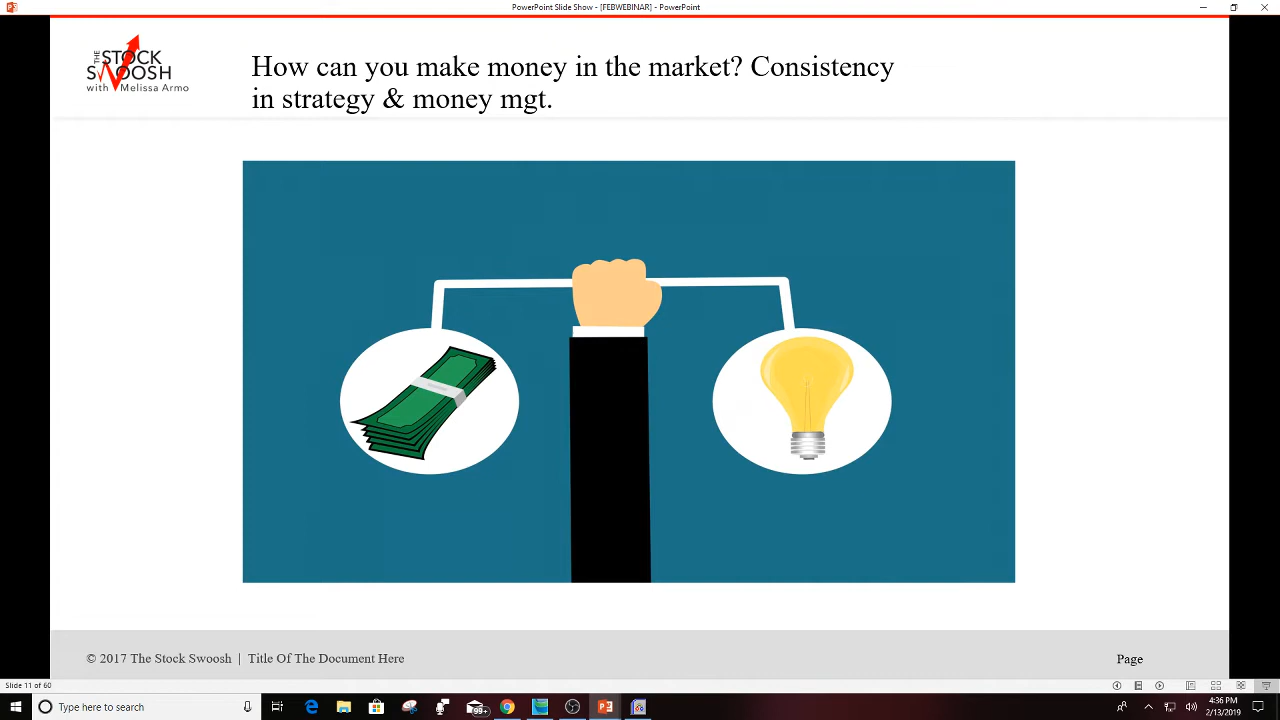 PowerPoint Slide Show - [FEBWEBINAR] - PowerPoint
THE STOCK
SWOOSH
with Melissa Armo
How can you make money in the market? Consistency
in strategy & money mgt.
© 2017 The Stock Swoosh | Title Of The Document Here
Page
Slide 11 of 60
Type here to search
99+
4:36 PM
2/13/2019